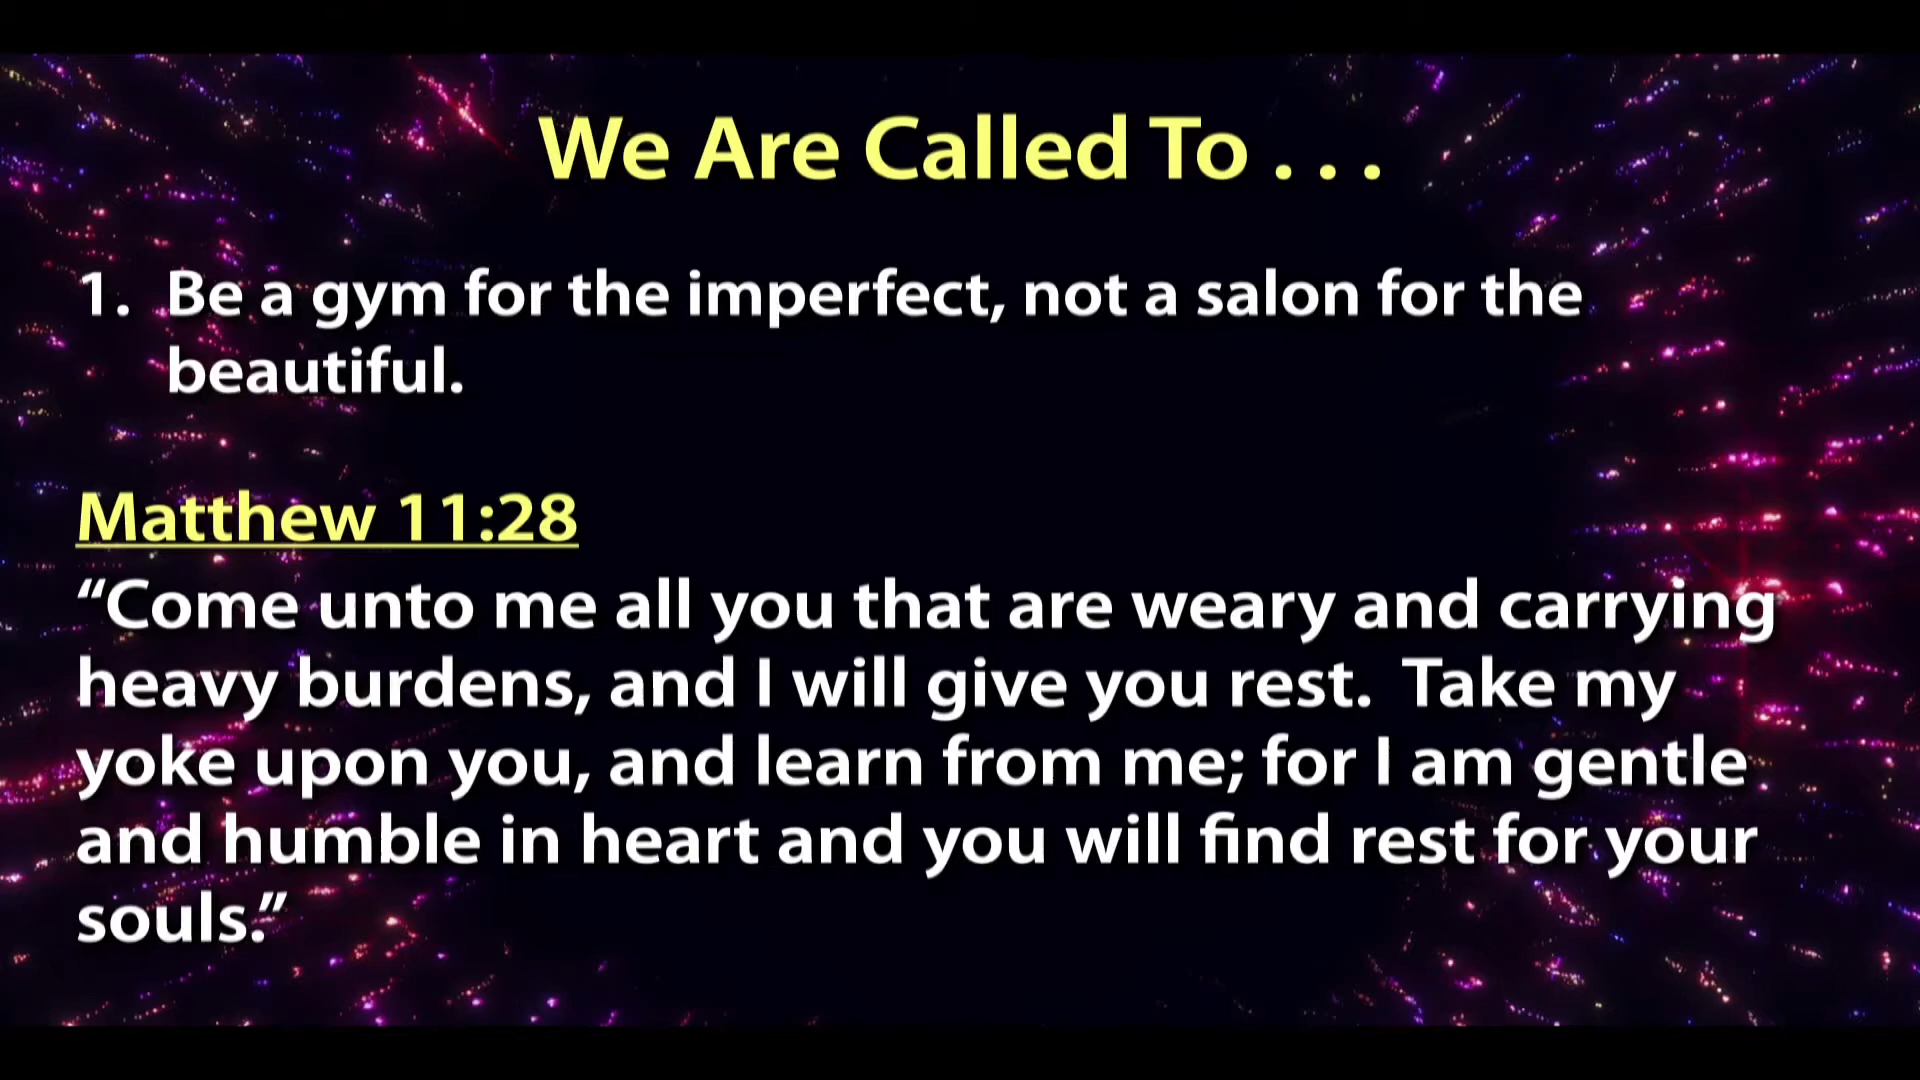 We Are Called To . . .
1. Be a gym for the imperfect, not a salon for the
beautiful.
Matthew 11:28
“Come unto me all you that are weary and carrying
heavy burdens, and I will give you rest.  Take my
yoke upon you, and learn from me; for I am gentle
and humble in heart and you will find rest for your
souls.”